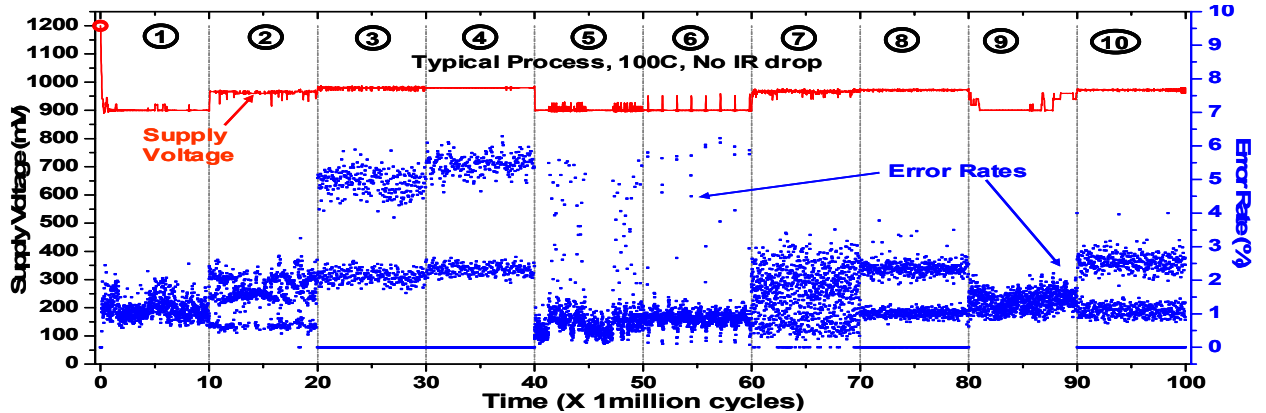 1 2 3 4 5 6 7 8 9 10
Typical Process, 100C, No IR drop
Supply
Voltage
Error Rates
Supply Voltage (mV)
1200
1100
1000
900
800
700
600
500
400
300
200
100
0
Error Rate (%)
10
9
8
7
6
5
4
3
2
1
0
0 10 20 30 40 50 60 70 80 90 100
Time (X 1million cycles)